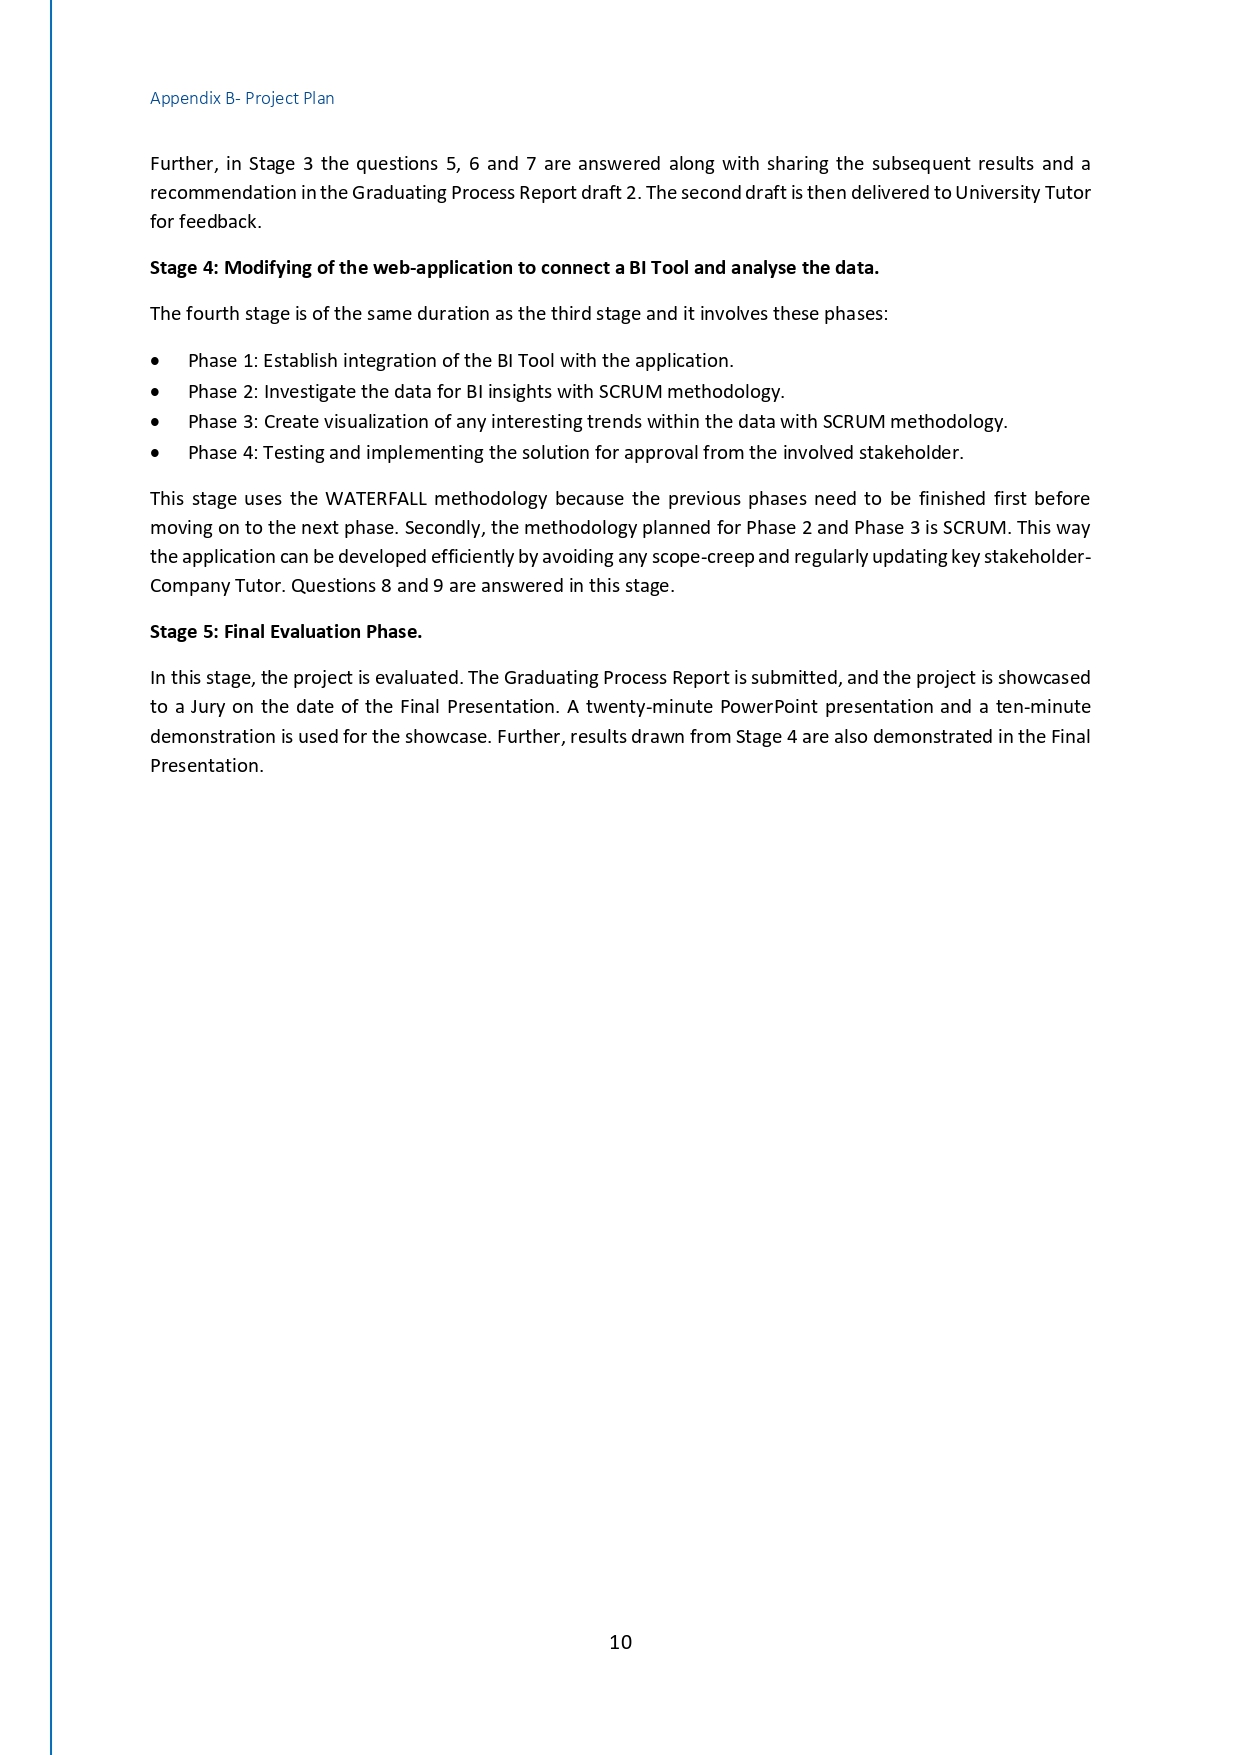 Appendix B- Project Plan
Further, in Stage 3 the questions 5, 6 and 7 are answered along with sharing the subsequent results and a
recommendation in the Graduating Process Report draft 2. The second draft is then delivered to University Tutor
for feedback.
Stage 4: Modifying of the web-application to connect a BI Tool and analyse the data.
The fourth stage is of the same duration as the third stage and it involves these phases:
• Phase 1: Establish integration of the BI Tool with the application.
• Phase 2: Investigate the data for BI insights with SCRUM methodology.
• Phase 3: Create visualization of any interesting trends within the data with SCRUM methodology.
• Phase 4: Testing and implementing the solution for approval from the involved stakeholder.
This stage uses the WATERFALL methodology because the previous phases need to be finished first before
moving on to the next phase. Secondly, the methodology planned for Phase 2 and Phase 3 is SCRUM. This way
the application can be developed efficiently by avoiding any scope-creep and regularly updating key stakeholder-
Company Tutor. Questions 8 and 9 are answered in this stage.
Stage 5: Final Evaluation Phase.
In this stage, the project is evaluated. The Graduating Process Report is submitted, and the project is showcased
to a Jury on the date of the Final Presentation. A twenty-minute PowerPoint presentation and a ten-minute
demonstration is used for the showcase. Further, results drawn from Stage 4 are also demonstrated in the Final
Presentation.
10